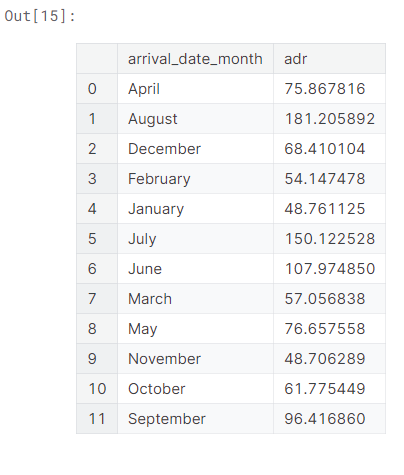 Out[15]:
arrival_date_month adr
0 April 75.867816
1 August 181.205892
2 December 68.410104
3 February 54.147478
4 January 48.761125
5 July 150.122528
6 June 107.974850
7 March 57.056838
8 May 76.657558
9 November 48.706289
10 October 61.775449
11 September 96.416860